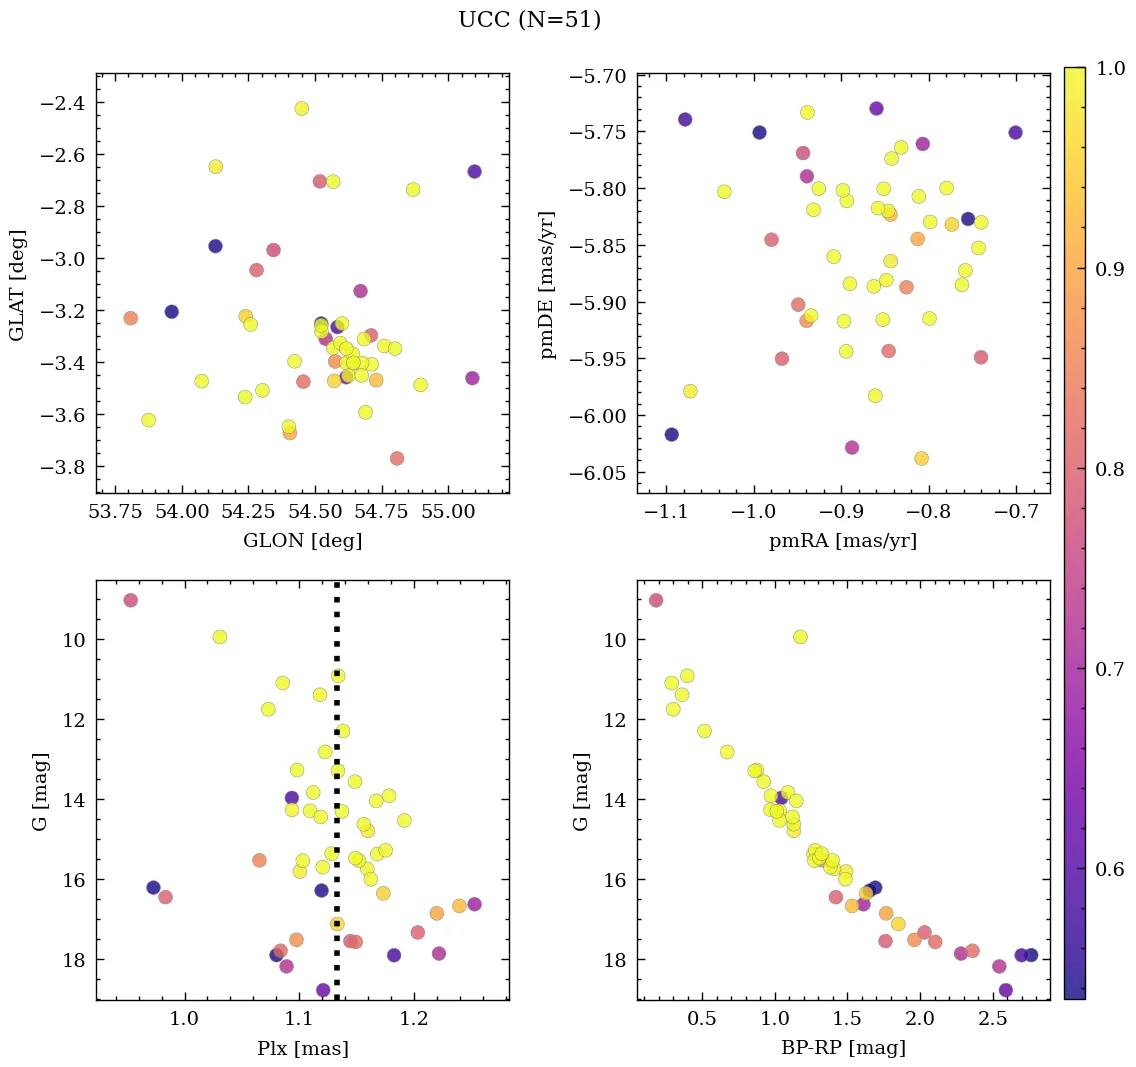 UCC (N=51)
−2.4
−2.6
−2.8
−3.0
−3.2
−3.4
−3.6
−3.8
GLAT [deg]
53.75 54.00 54.25 54.50 54.75 55.00
GLON [deg]
−5.70
−5.75
−5.80
−5.85
−5.90
−5.95
−6.00
−6.05
pmDE [mas/yr]
−1.1 −1.0 −0.9 −0.8 −0.7
pmRA [mas/yr]
1.0
0.9
0.8
0.7
0.6
10
12
14
16
18
G [mag]
1.0 1.1 1.2
Plx [mas]
10
12
14
16
18
G [mag]
0.5 1.0 1.5 2.0 2.5
BP-RP [mag]